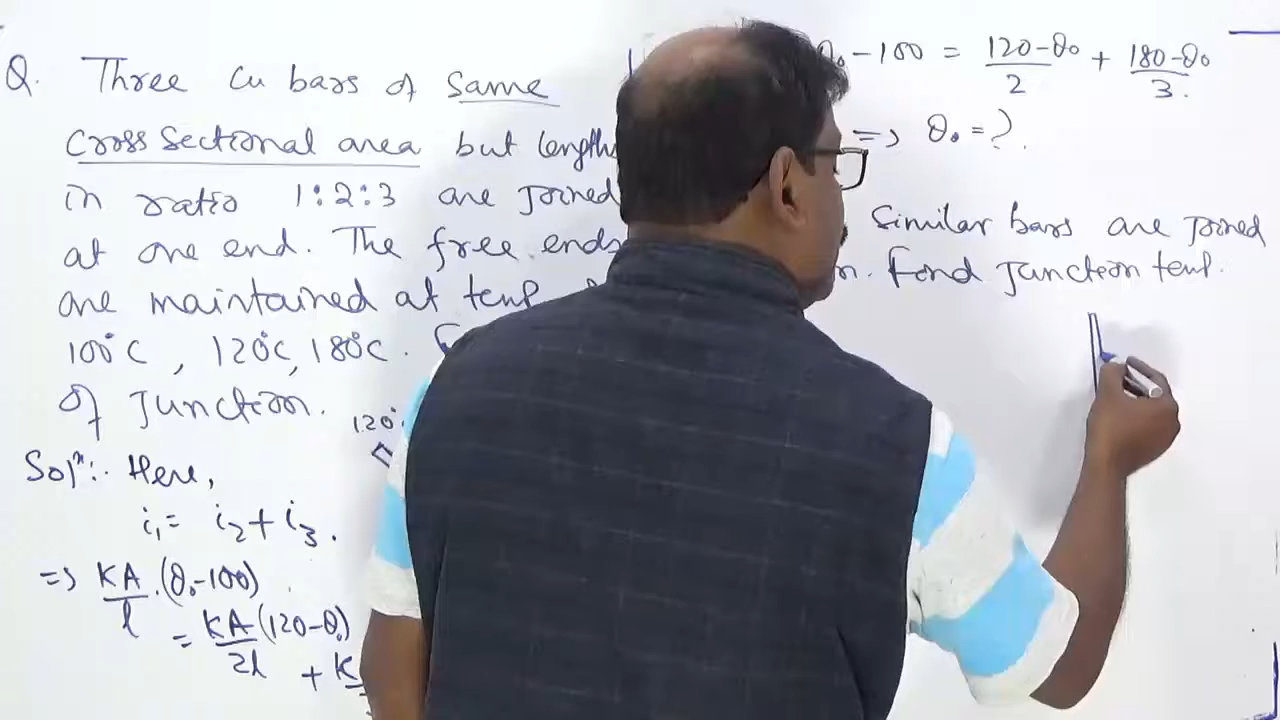 Q. Three Cu bars of Same
Cross Sectional area but lengths
in ratio 1:2:3 are Joined
at one end. The free ends
are maintained at temp
100°C , 120°C, 180°C.
of Junction.
120°
Solⁿ:. Here,
i₁= i₂+i₃.
=> KA/l .(θ₀-100)
= KA/2l (120-θ₀)
+ K
θ₀-100 = 120-θ₀/2 + 180-θ₀/3.
=> θ₀ = ?
Similar bars are Joined
n. Find Junction temp.